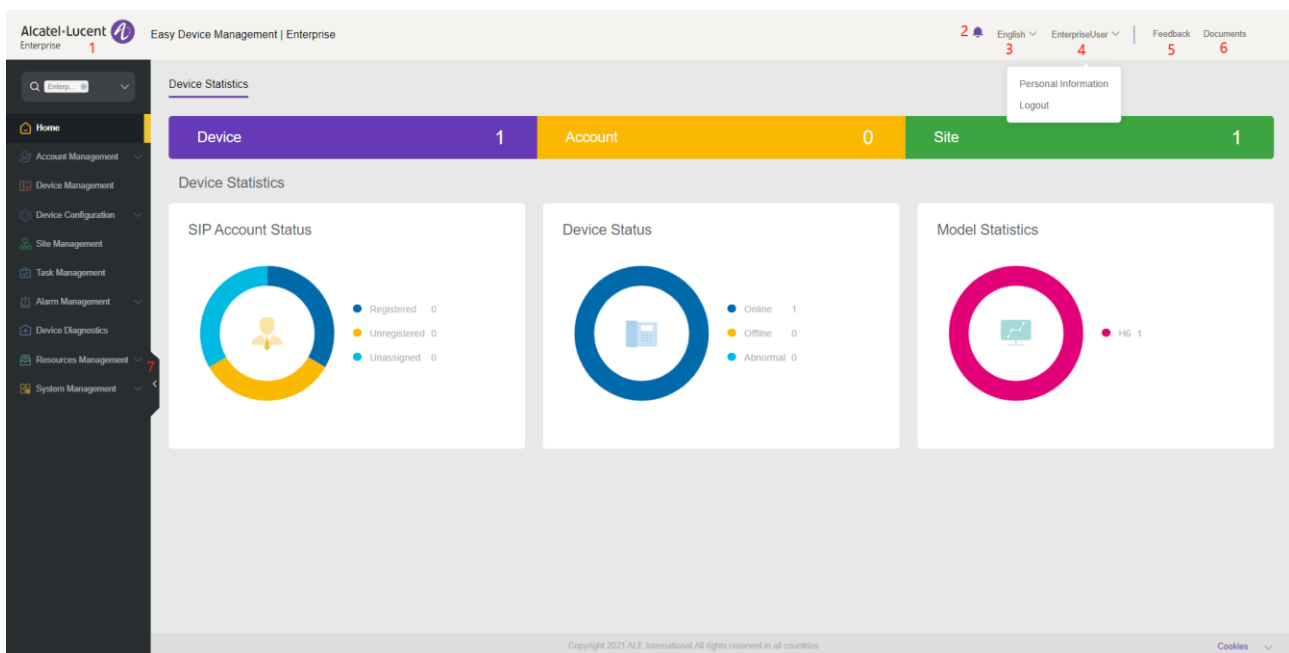 Alcatel·Lucent
Enterprise
1
Easy Device Management | Enterprise
2
English
3
EnterpriseUser
4
Feedback
5
Documents
6
Personal Information
Logout
Enterp...
Home
Account Management
Device Management
Device Configuration
Site Management
Task Management
Alarm Management
Device Diagnostics
Resources Management
7
System Management
Device Statistics
Device 1
Account 0
Site 1
Device Statistics
SIP Account Status
Registered 0
Unregistered 0
Unassigned 0
Device Status
Online 1
Offline 0
Abnormal 0
Model Statistics
H6 1
Copyright 2021 ALE International.All rights reserved in all countries
Cookies